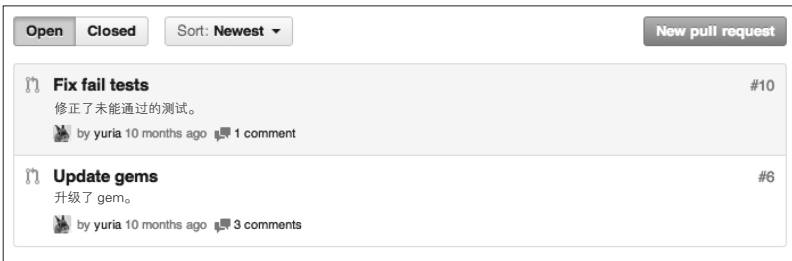 Open Closed Sort: Newest New pull request
Fix fail tests #10
修正了未能通过的测试。
by yuria 10 months ago 1 comment
Update gems #6
升级了 gem。
by yuria 10 months ago 3 comments